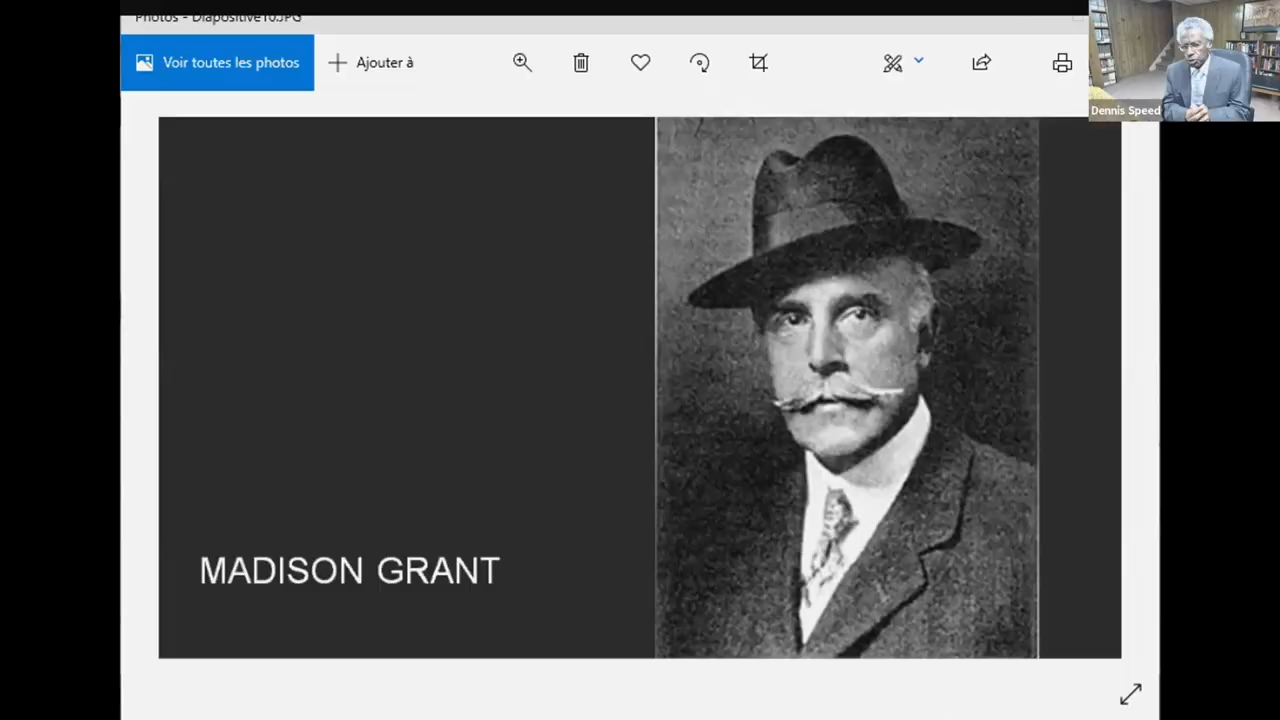 Photos - Diapositive10.JPG
Voir toutes les photos
Ajouter à
Dennis Speed
MADISON GRANT